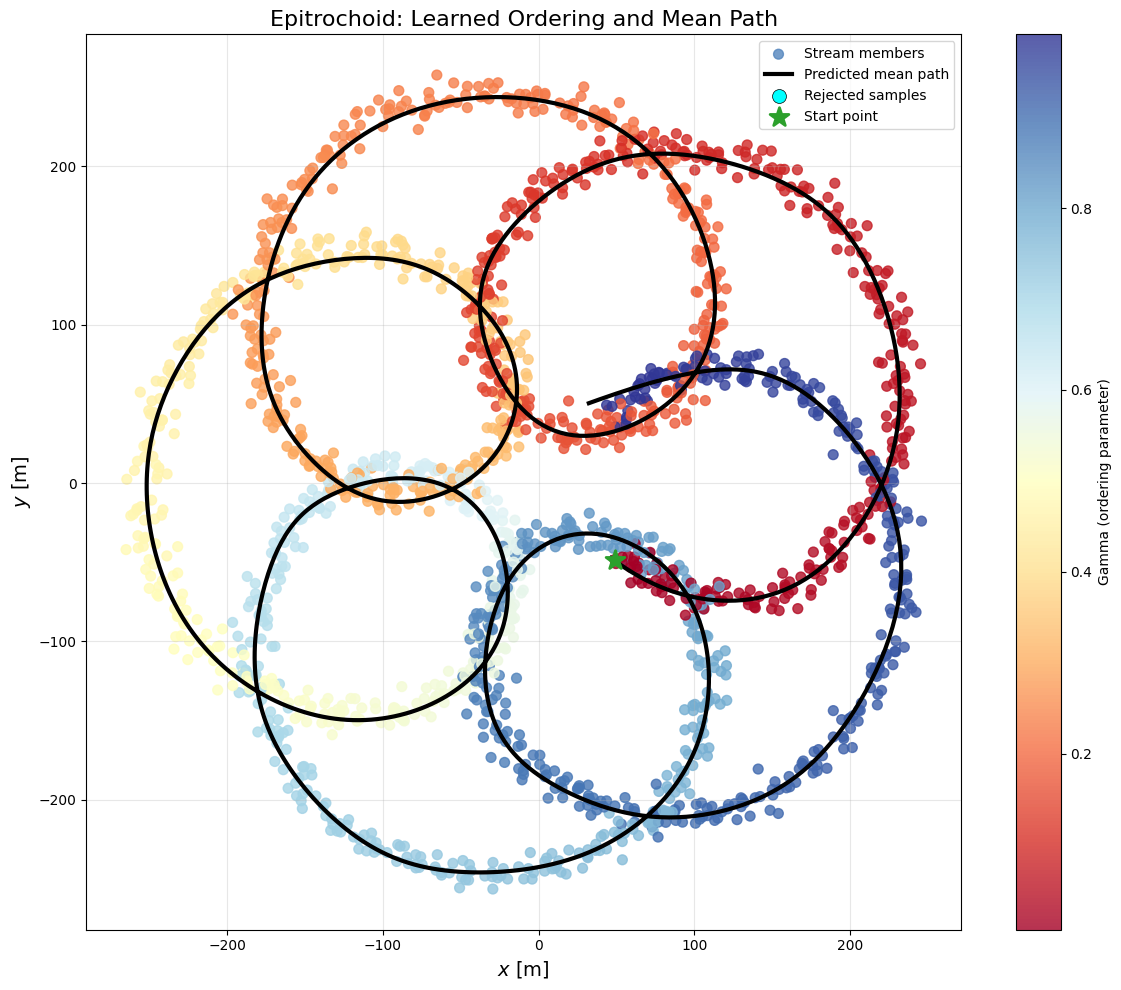 Epitrochoid: Learned Ordering and Mean Path
Stream members
Predicted mean path
Rejected samples
Start point
200
100
0
−100
−200
y [m]
−200
−100
0
100
200
x [m]
0.8
0.6
0.4
0.2
Gamma (ordering parameter)